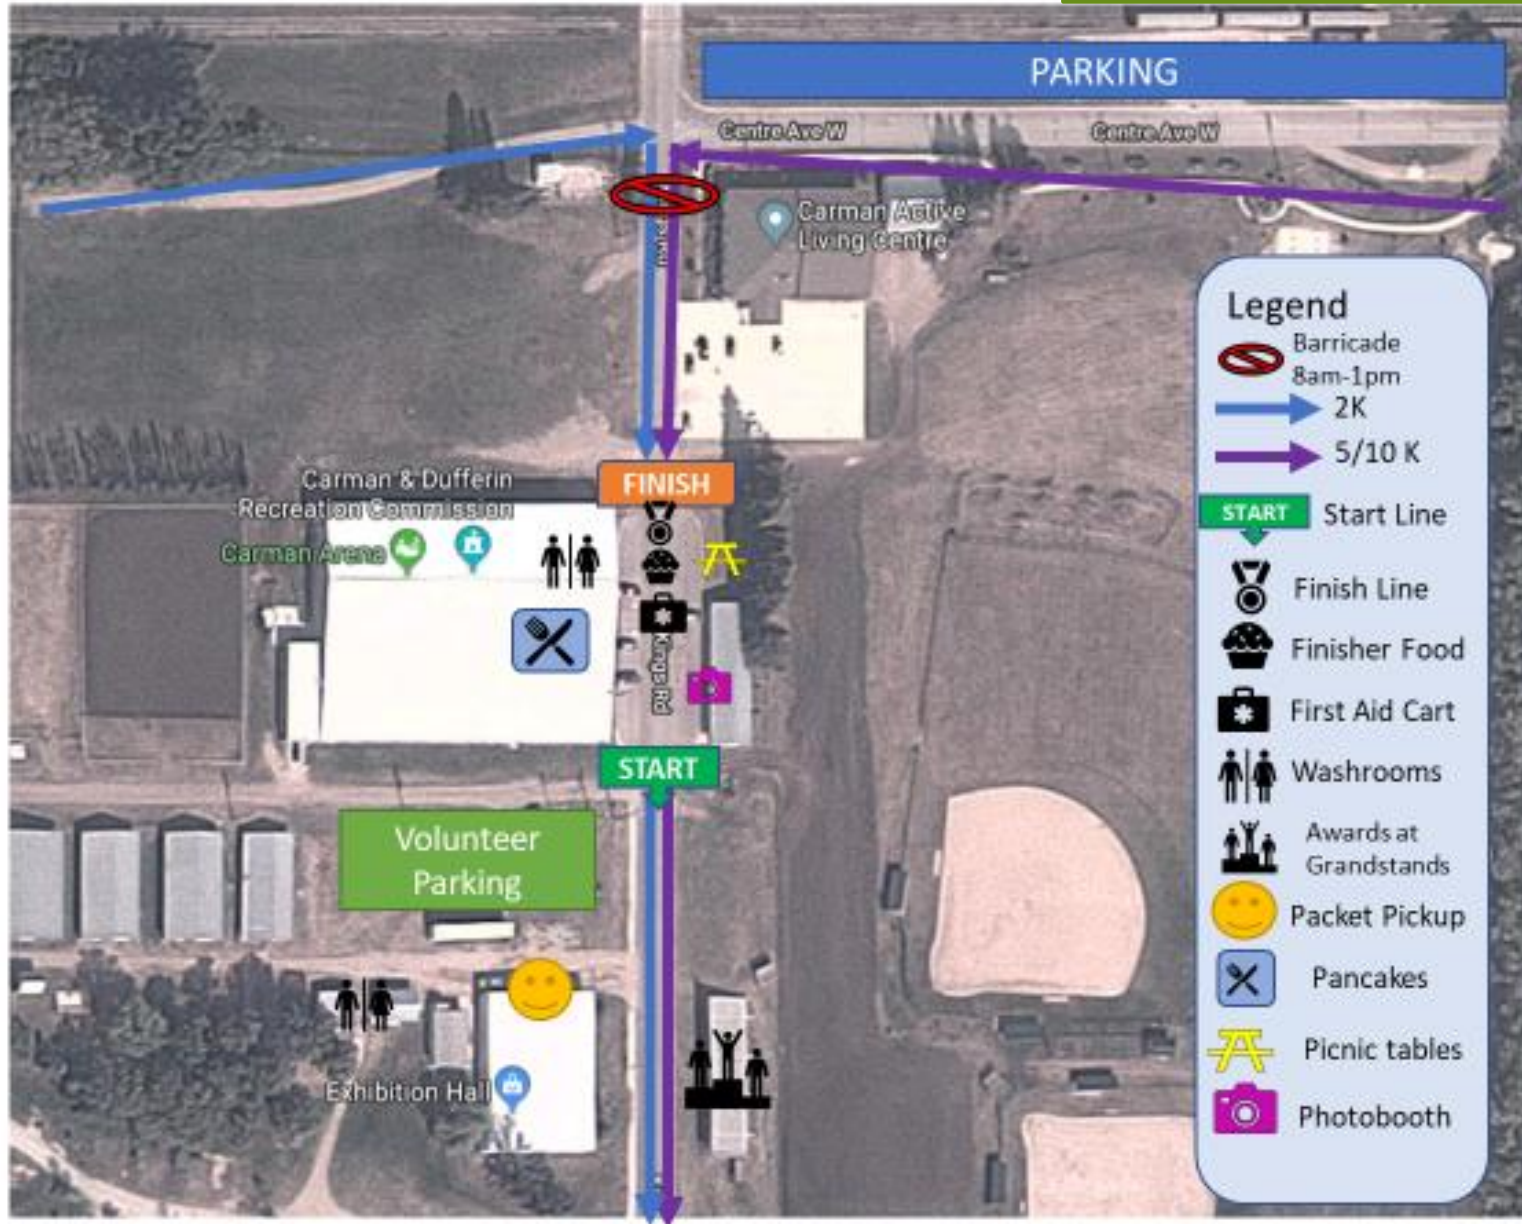 PARKING
Centre Ave W
Centre Ave W
Carman Active
Living Centre
FINISH
Carman & Dufferin
Recreation Commission
Carman Arena
Kings Rd
START
Volunteer
Parking
Exhibition Hall
Legend
Barricade
8am-1pm
2K
5/10 K
START
Start Line
Finish Line
Finisher Food
First Aid Cart
Washrooms
Awards at
Grandstands
Packet Pickup
Pancakes
Picnic tables
Photobooth